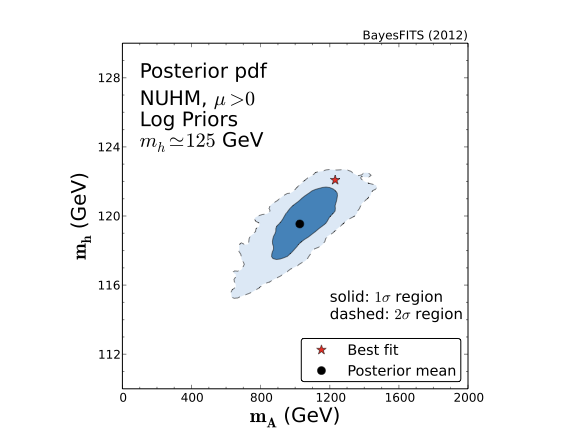 BayesFITS (2012)
Posterior pdf
NUHM, μ >0
Log Priors
m_h ≃125 GeV
128
124
120
116
112
m_h (GeV)
solid: 1σ region
dashed: 2σ region
Best fit
Posterior mean
0 400 800 1200 1600 2000
m_A (GeV)